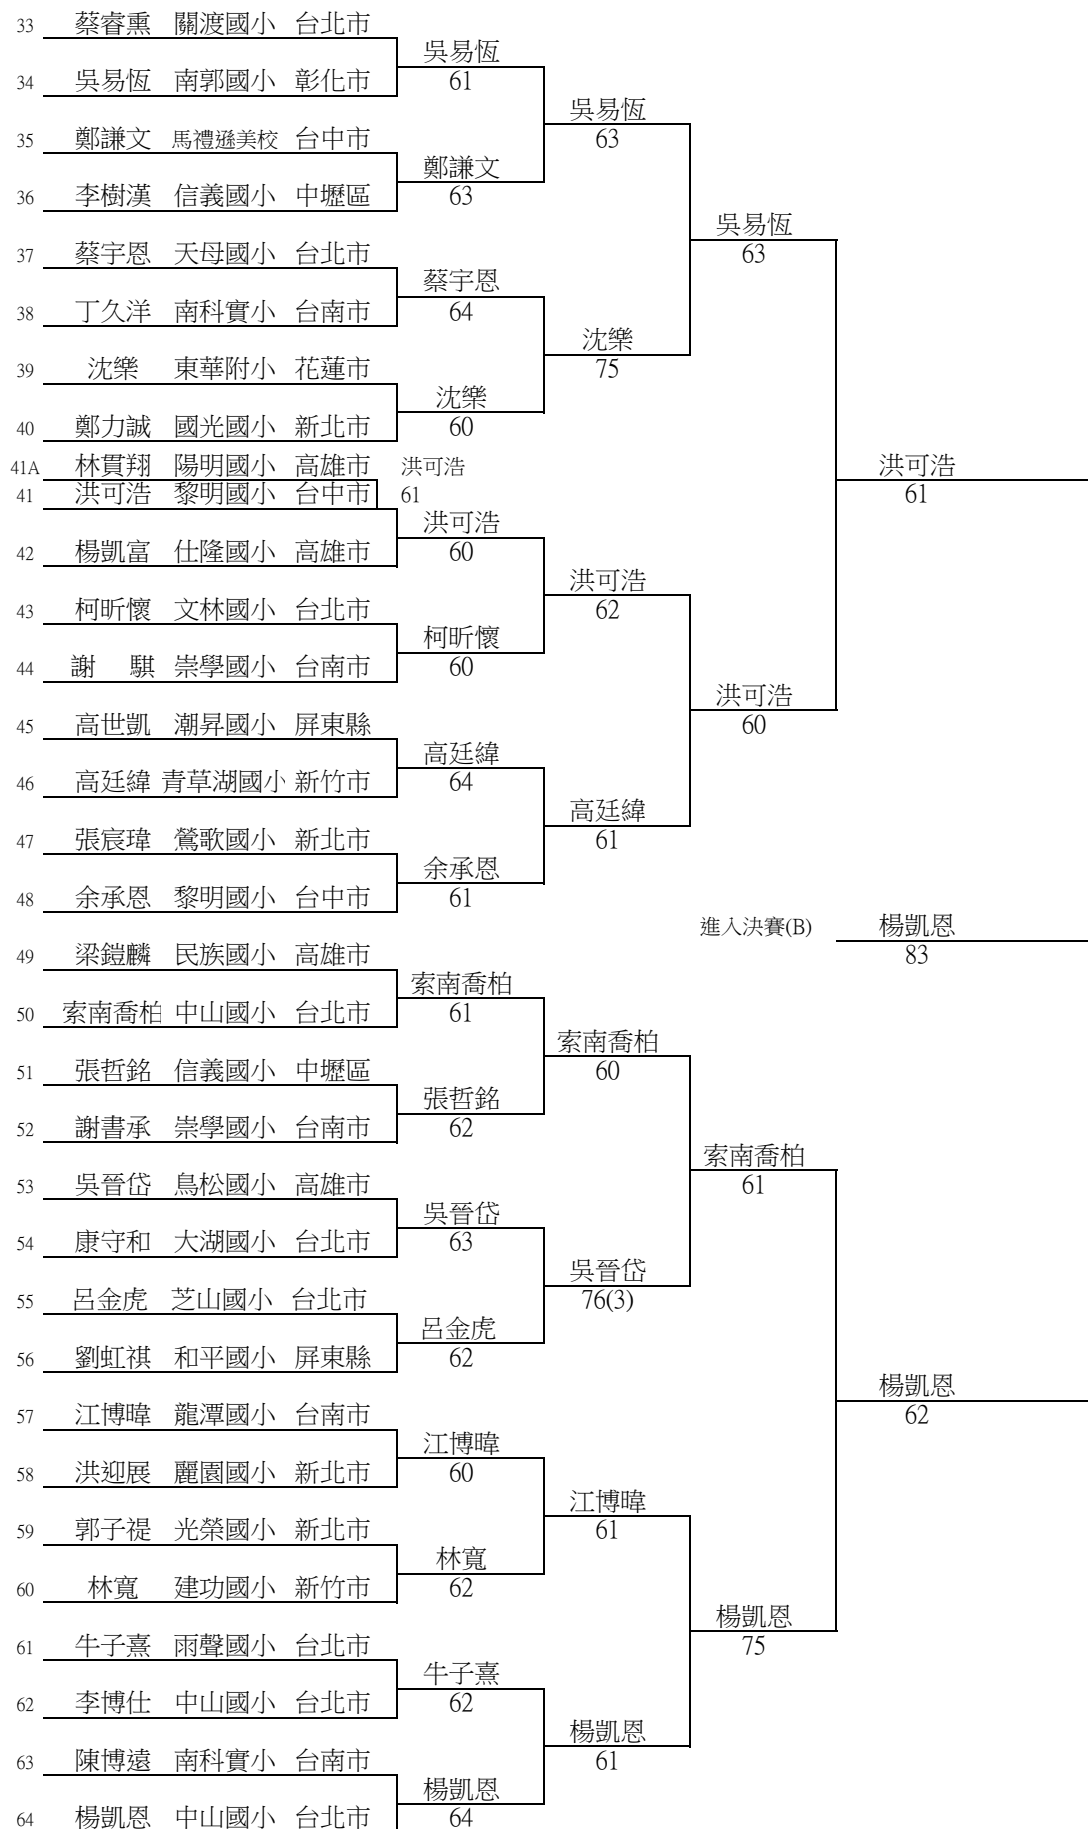 33 蔡睿熏 關渡國小 台北市
吳易恆
61
34 吳易恆 南郭國小 彰化市
吳易恆
63
35 鄭謙文 馬禮遜美校 台中市
鄭謙文
63
36 李樹漢 信義國小 中壢區
吳易恆
63
37 蔡宇恩 天母國小 台北市
蔡宇恩
64
38 丁久洋 南科實小 台南市
沈樂
75
39 沈樂 東華附小 花蓮市
沈樂
60
40 鄭力誠 國光國小 新北市
41A 林貫翔 陽明國小 高雄市 洪可浩
洪可浩
61
41 洪可浩 黎明國小 台中市 61
洪可浩
60
42 楊凱富 仕隆國小 高雄市
洪可浩
62
43 柯昕懷 文林國小 台北市
柯昕懷
60
44 謝 騏 崇學國小 台南市
洪可浩
60
45 高世凱 潮昇國小 屏東縣
高廷緯
64
46 高廷緯 青草湖國小 新竹市
高廷緯
61
47 張宸瑋 鶯歌國小 新北市
余承恩
61
48 余承恩 黎明國小 台中市
進入決賽(B) 楊凱恩
83
49 梁鎧麟 民族國小 高雄市
索南喬柏
61
50 索南喬柏 中山國小 台北市
索南喬柏
60
51 張哲銘 信義國小 中壢區
張哲銘
62
52 謝書承 崇學國小 台南市
索南喬柏
61
53 吳晉岱 鳥松國小 高雄市
吳晉岱
63
54 康守和 大湖國小 台北市
吳晉岱
76(3)
55 呂金虎 芝山國小 台北市
呂金虎
62
56 劉虹祺 和平國小 屏東縣
楊凱恩
62
57 江博暐 龍潭國小 台南市
江博暐
60
58 洪迎展 麗園國小 新北市
江博暐
61
59 郭子禔 光榮國小 新北市
林寬
62
60 林寬 建功國小 新竹市
楊凱恩
75
61 牛子熹 雨聲國小 台北市
牛子熹
62
62 李博仕 中山國小 台北市
楊凱恩
61
63 陳博遠 南科實小 台南市
楊凱恩
64
64 楊凱恩 中山國小 台北市